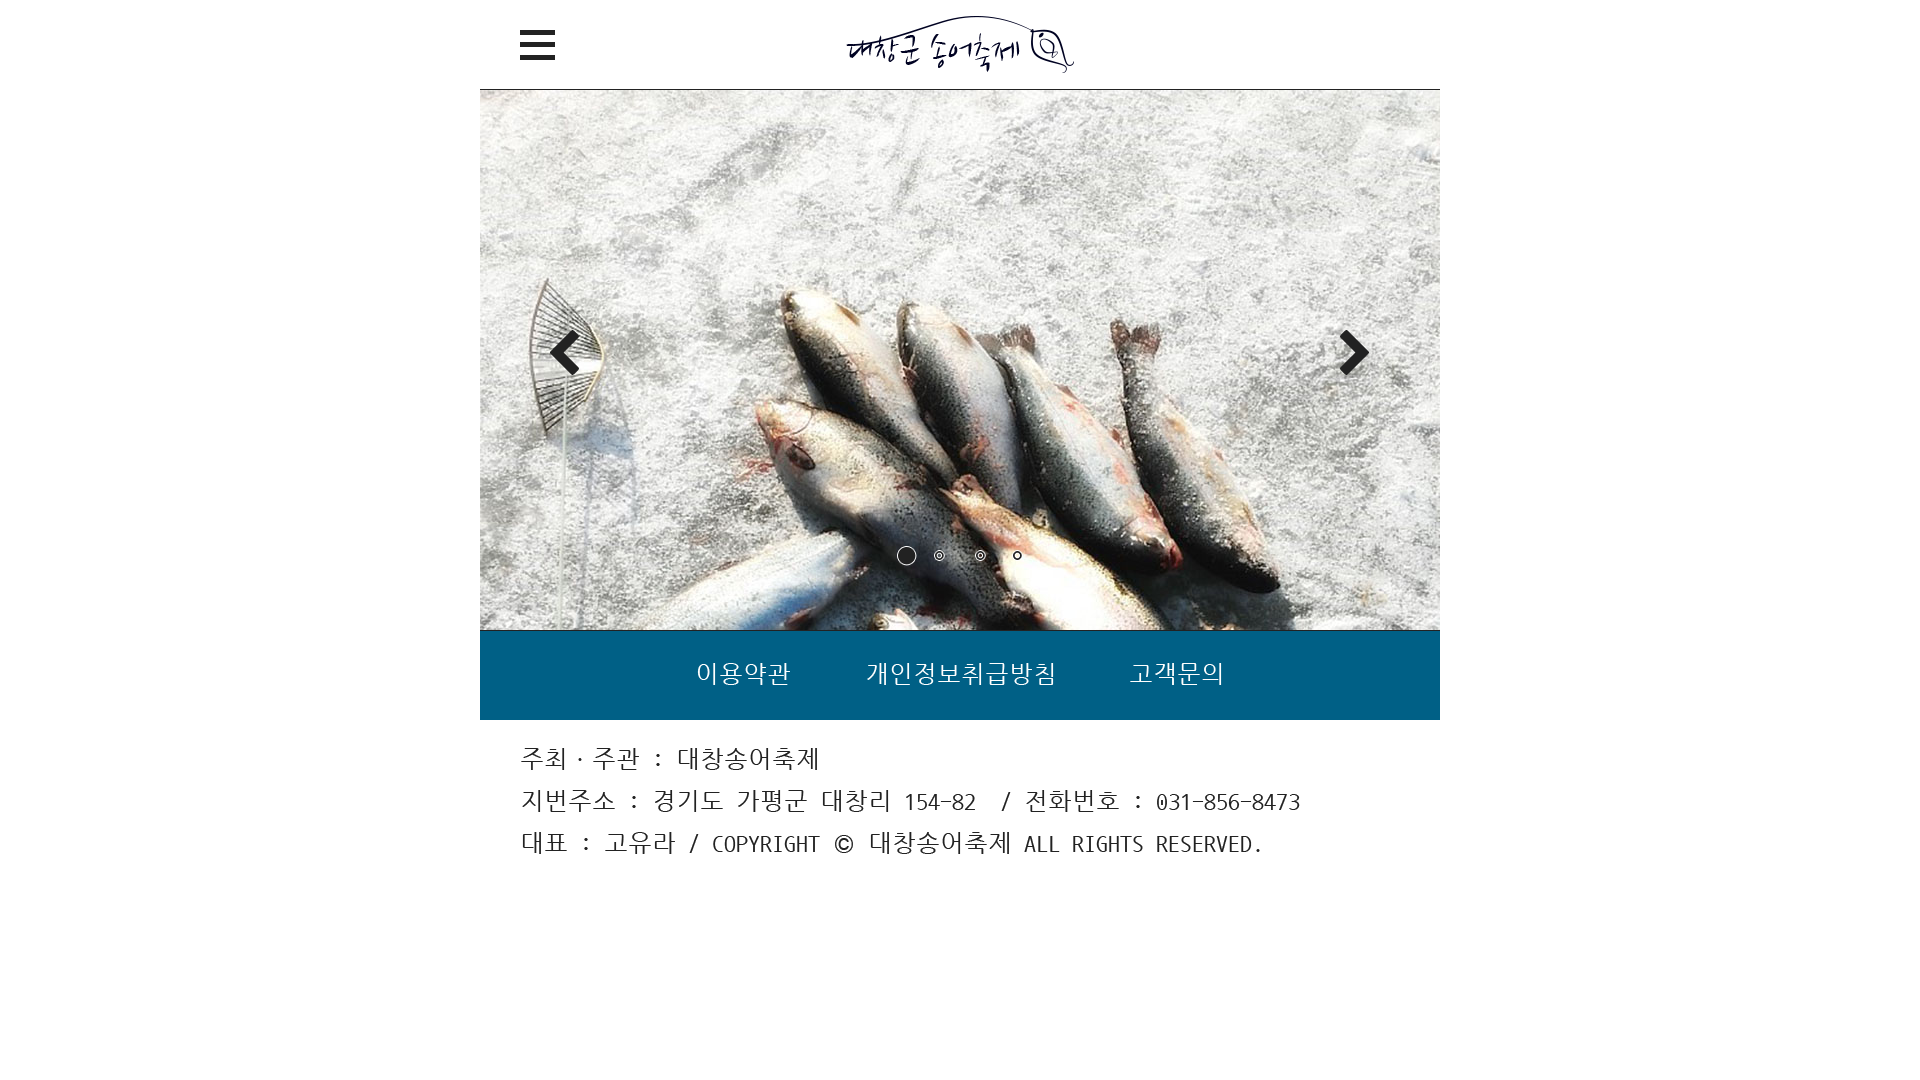 대창군 송어축제
이용약관 개인정보취급방침 고객문의
주최 · 주관 : 대창송어축제
지번주소 : 경기도 가평군 대창리 154-82 / 전화번호 : 031-856-8473
대표 : 고유라 / COPYRIGHT © 대창송어축제 ALL RIGHTS RESERVED.